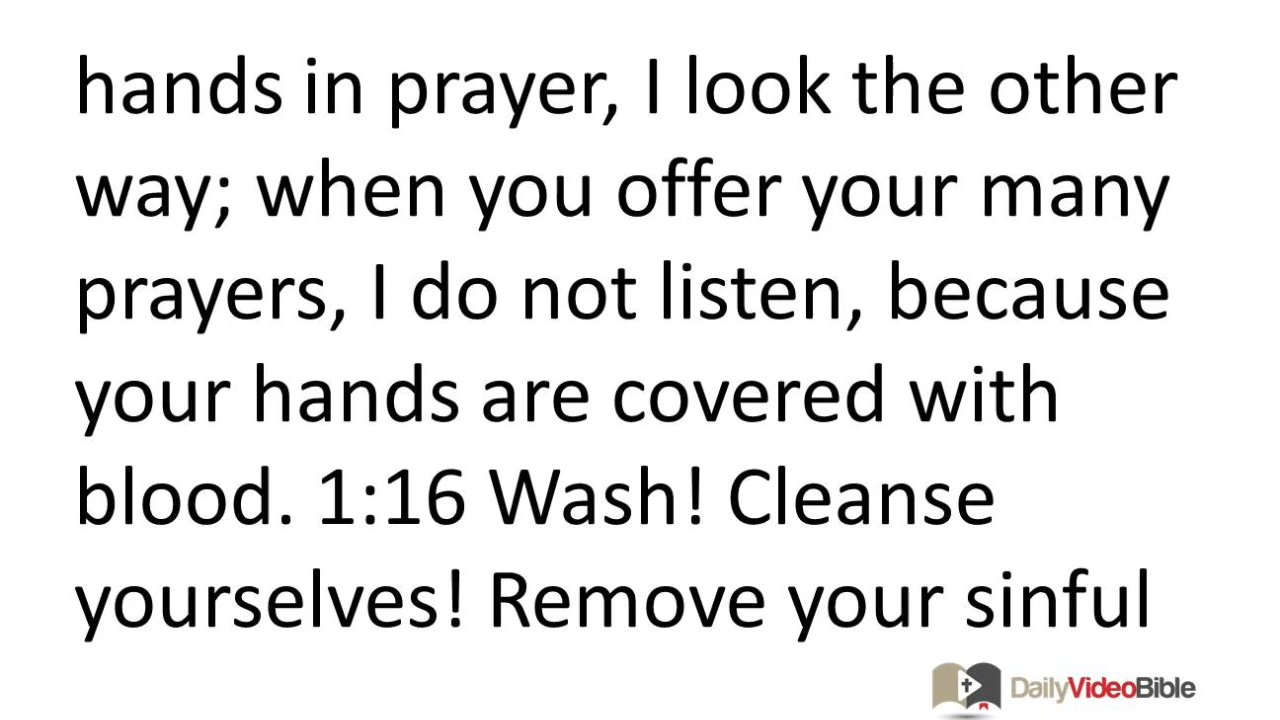 hands in prayer, I look the other
way; when you offer your many
prayers, I do not listen, because
your hands are covered with
blood. 1:16 Wash! Cleanse
yourselves! Remove your sinful
DailyVideoBible